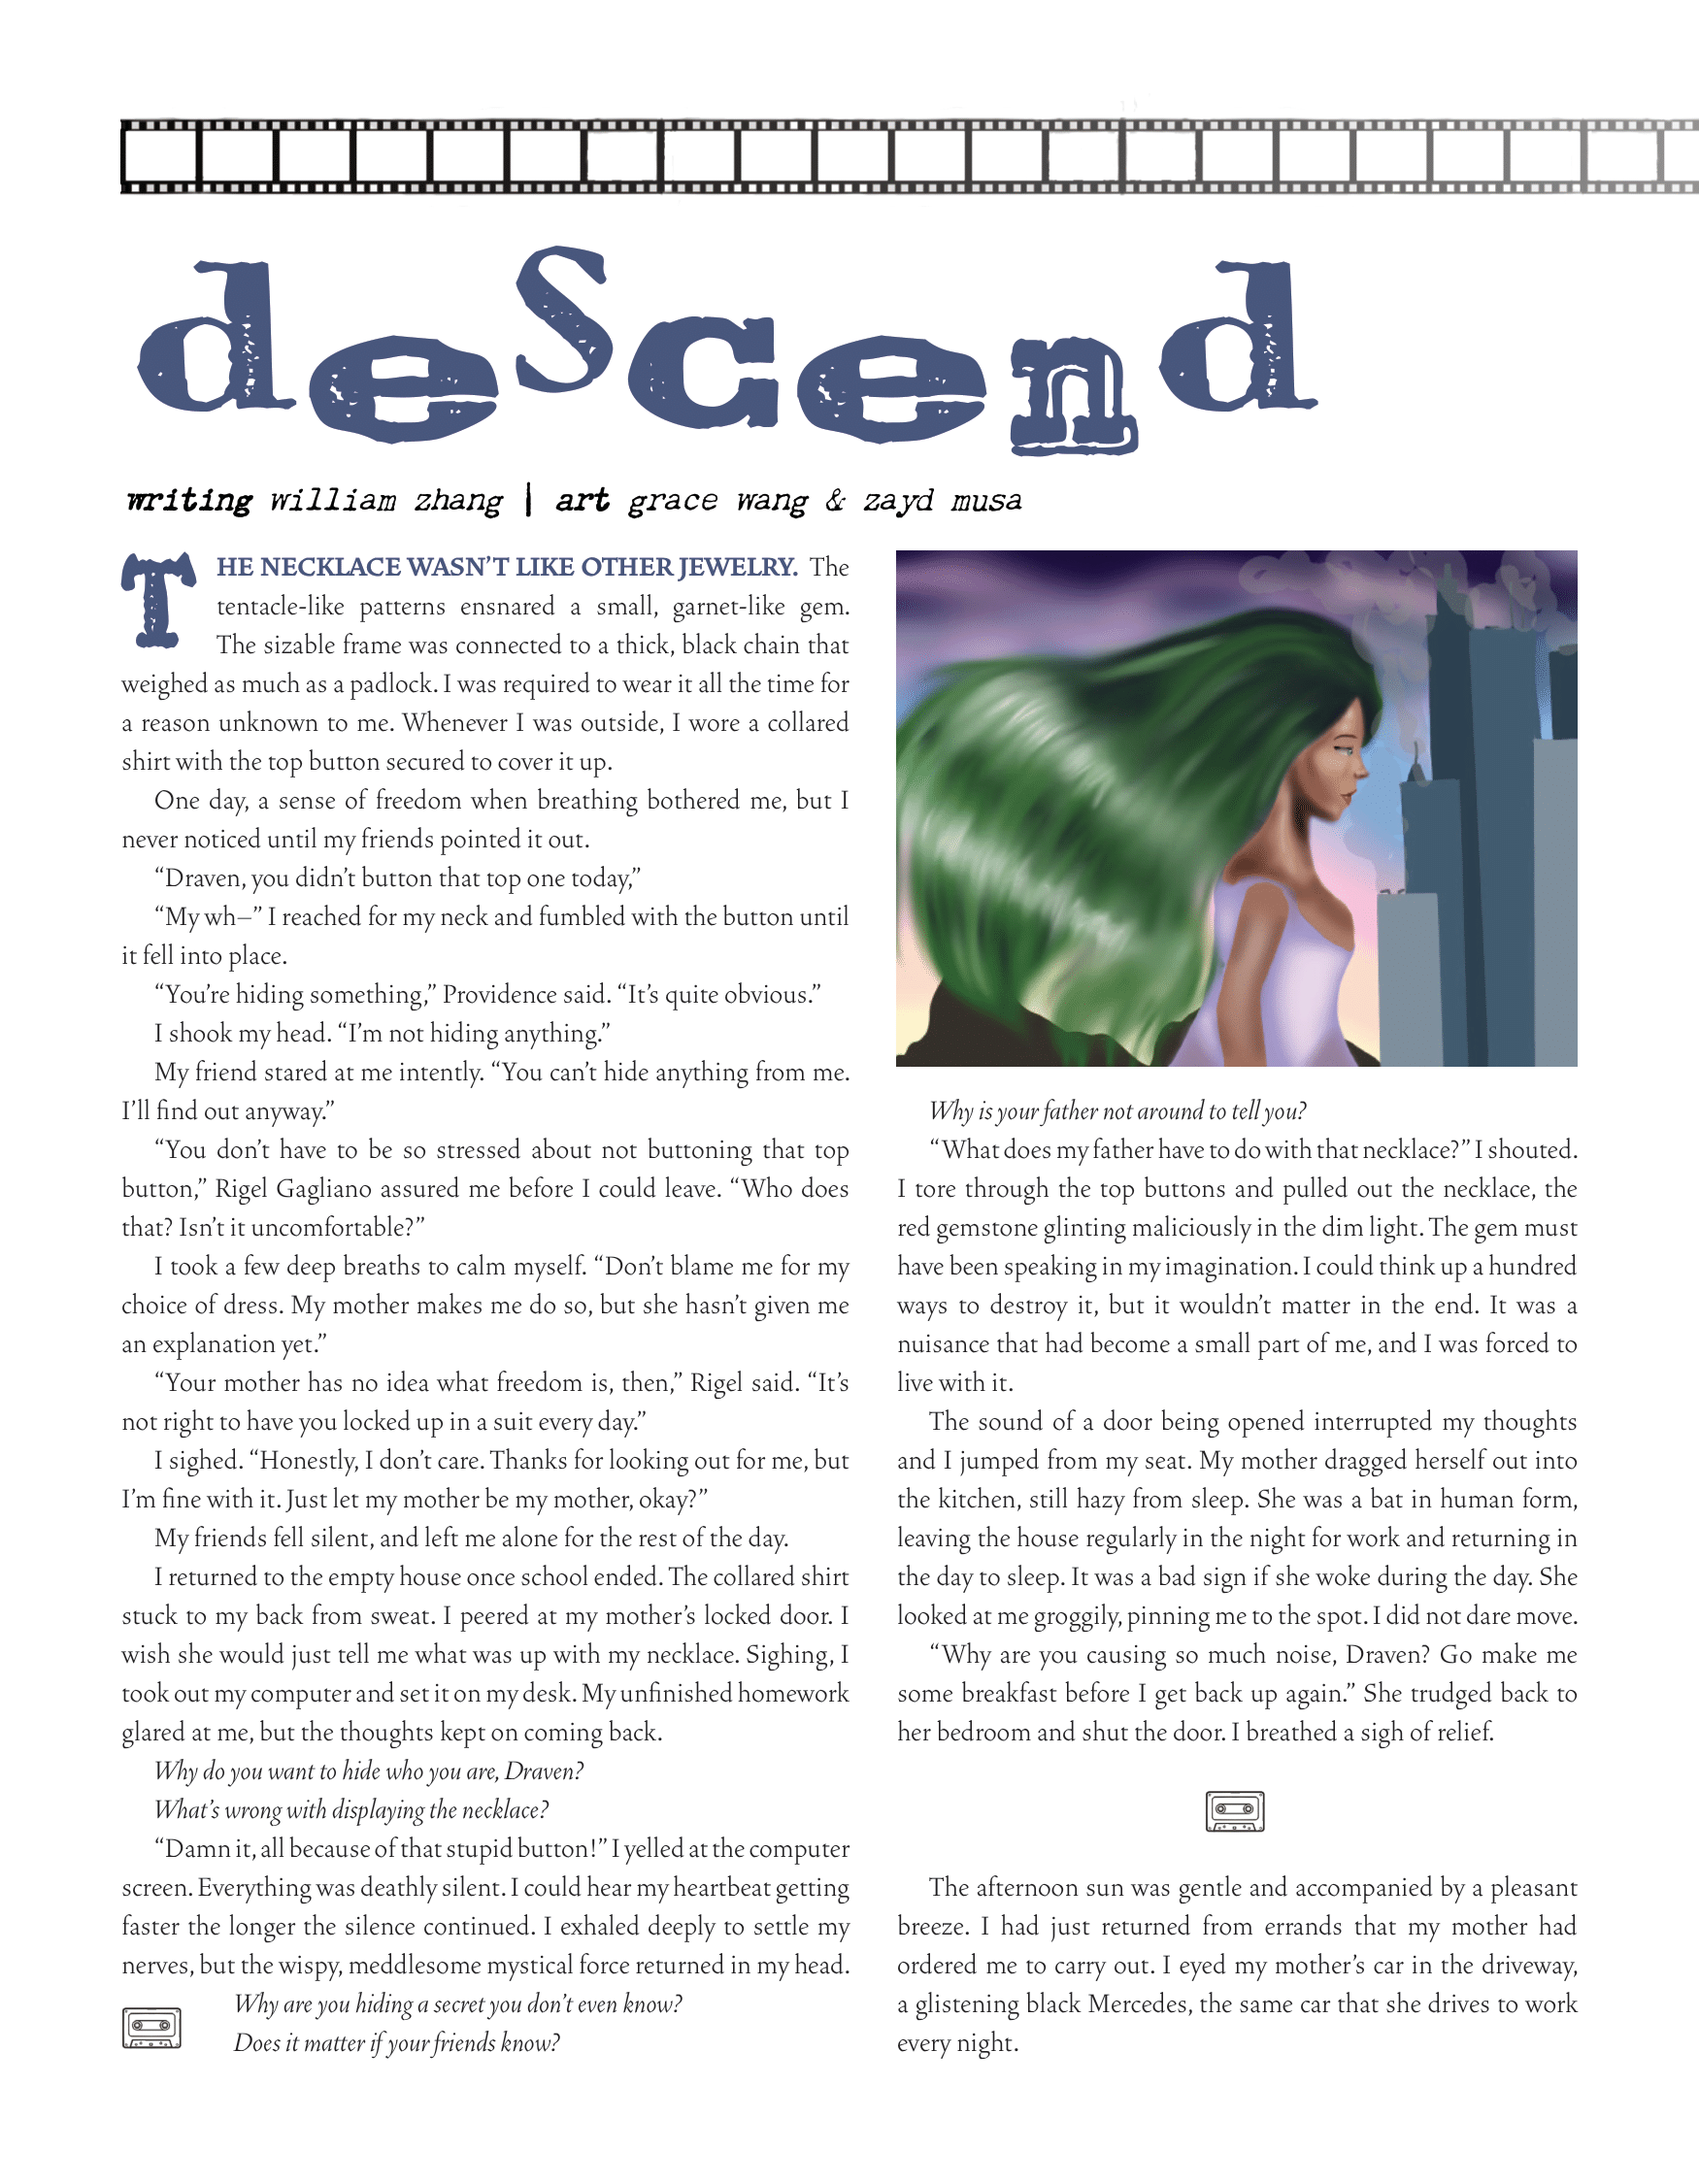 descend
writing william zhang | art grace wang & zayd musa
THE NECKLACE WASN'T LIKE OTHER JEWELRY. The
tentacle-like patterns ensnared a small, garnet-like gem.
The sizable frame was connected to a thick, black chain that
weighed as much as a padlock. I was required to wear it all the time for
a reason unknown to me. Whenever I was outside, I wore a collared
shirt with the top button secured to cover it up.
One day, a sense of freedom when breathing bothered me, but I
never noticed until my friends pointed it out.
“Draven, you didn’t button that top one today,”
“My wh–” I reached for my neck and fumbled with the button until
it fell into place.
“You’re hiding something,” Providence said. “It’s quite obvious.”
I shook my head. “I’m not hiding anything.”
My friend stared at me intently. “You can’t hide anything from me.
I’ll find out anyway.”
“You don’t have to be so stressed about not buttoning that top
button,” Rigel Gagliano assured me before I could leave. “Who does
that? Isn’t it uncomfortable?”
I took a few deep breaths to calm myself. “Don’t blame me for my
choice of dress. My mother makes me do so, but she hasn’t given me
an explanation yet.”
“Your mother has no idea what freedom is, then,” Rigel said. “It’s
not right to have you locked up in a suit every day.”
I sighed. “Honestly, I don’t care. Thanks for looking out for me, but
I’m fine with it. Just let my mother be my mother, okay?”
My friends fell silent, and left me alone for the rest of the day.
I returned to the empty house once school ended. The collared shirt
stuck to my back from sweat. I peered at my mother’s locked door. I
wish she would just tell me what was up with my necklace. Sighing, I
took out my computer and set it on my desk. My unfinished homework
glared at me, but the thoughts kept on coming back.
Why do you want to hide who you are, Draven?
What’s wrong with displaying the necklace?
“Damn it, all because of that stupid button!” I yelled at the computer
screen. Everything was deathly silent. I could hear my heartbeat getting
faster the longer the silence continued. I exhaled deeply to settle my
nerves, but the wispy, meddlesome mystical force returned in my head.
Why are you hiding a secret you don’t even know?
Does it matter if your friends know?
Why is your father not around to tell you?
“What does my father have to do with that necklace?” I shouted.
I tore through the top buttons and pulled out the necklace, the
red gemstone glinting maliciously in the dim light. The gem must
have been speaking in my imagination. I could think up a hundred
ways to destroy it, but it wouldn’t matter in the end. It was a
nuisance that had become a small part of me, and I was forced to
live with it.
The sound of a door being opened interrupted my thoughts
and I jumped from my seat. My mother dragged herself out into
the kitchen, still hazy from sleep. She was a bat in human form,
leaving the house regularly in the night for work and returning in
the day to sleep. It was a bad sign if she woke during the day. She
looked at me groggily, pinning me to the spot. I did not dare move.
“Why are you causing so much noise, Draven? Go make me
some breakfast before I get back up again.” She trudged back to
her bedroom and shut the door. I breathed a sigh of relief.
The afternoon sun was gentle and accompanied by a pleasant
breeze. I had just returned from errands that my mother had
ordered me to carry out. I eyed my mother’s car in the driveway,
a glistening black Mercedes, the same car that she drives to work
every night.